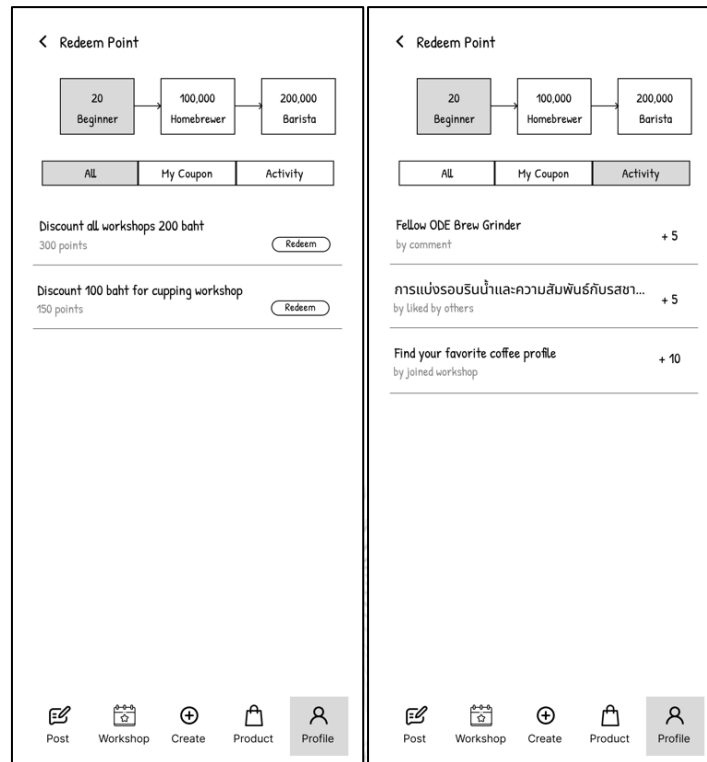 Redeem Point
20
Beginner
100,000
Homebrewer
200,000
Barista
All
My Coupon
Activity
Discount all workshops 200 baht
300 points
Redeem
Discount 100 baht for cupping workshop
150 points
Redeem
Post
Workshop
Create
Product
Profile
Redeem Point
20
Beginner
100,000
Homebrewer
200,000
Barista
All
My Coupon
Activity
Fellow ODE Brew Grinder
by comment
+ 5
การแบ่งรอบรินน้ำและความสัมพันธ์กับรสชา...
by liked by others
+ 5
Find your favorite coffee profile
by joined workshop
+ 10
Post
Workshop
Create
Product
Profile